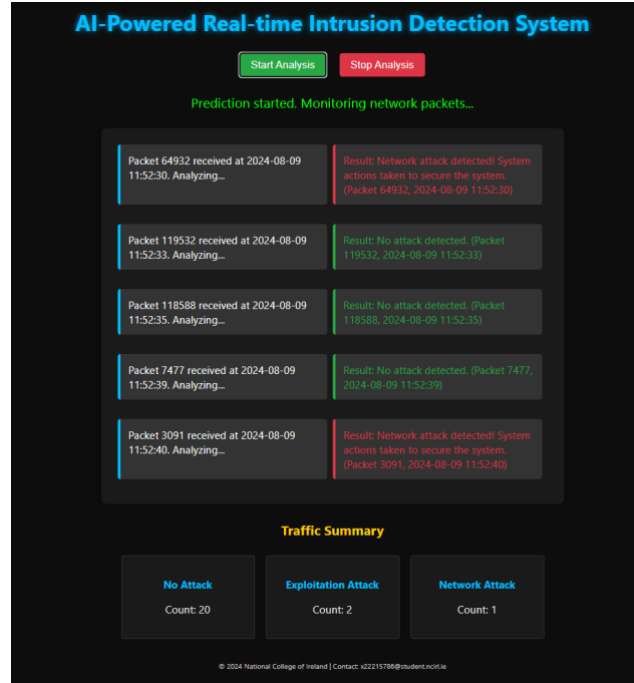 AI-Powered Real-time Intrusion Detection System
Start Analysis
Stop Analysis
Prediction started. Monitoring network packets...
Packet 64932 received at 2024-08-09
11:52:30. Analyzing...
Result: Network attack detected! System
actions taken to secure the system.
(Packet 64932, 2024-08-09 11:52:30)
Packet 119532 received at 2024-08-09
11:52:33. Analyzing...
Result: No attack detected. (Packet
119532, 2024-08-09 11:52:33)
Packet 118588 received at 2024-08-09
11:52:35. Analyzing...
Result: No attack detected. (Packet
118588, 2024-08-09 11:52:35)
Packet 7477 received at 2024-08-09
11:52:39. Analyzing...
Result: No attack detected. (Packet 7477,
2024-08-09 11:52:39)
Packet 3091 received at 2024-08-09
11:52:40. Analyzing...
Result: Network attack detected! System
actions taken to secure the system.
(Packet 3091, 2024-08-09 11:52:40)
Traffic Summary
No Attack
Count: 20
Exploitation Attack
Count: 2
Network Attack
Count: 1
© 2024 National College of Ireland | Contact: x22215786@student.ncirl.ie